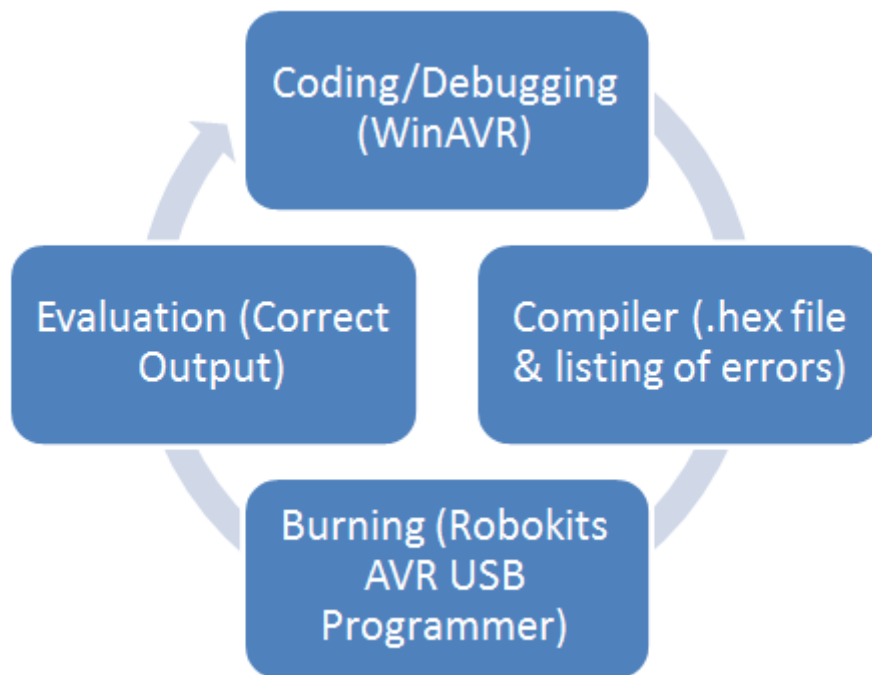 Coding/Debugging
(WinAVR)
Compiler (.hex file
& listing of errors)
Burning (Robokits
AVR USB
Programmer)
Evaluation (Correct
Output)